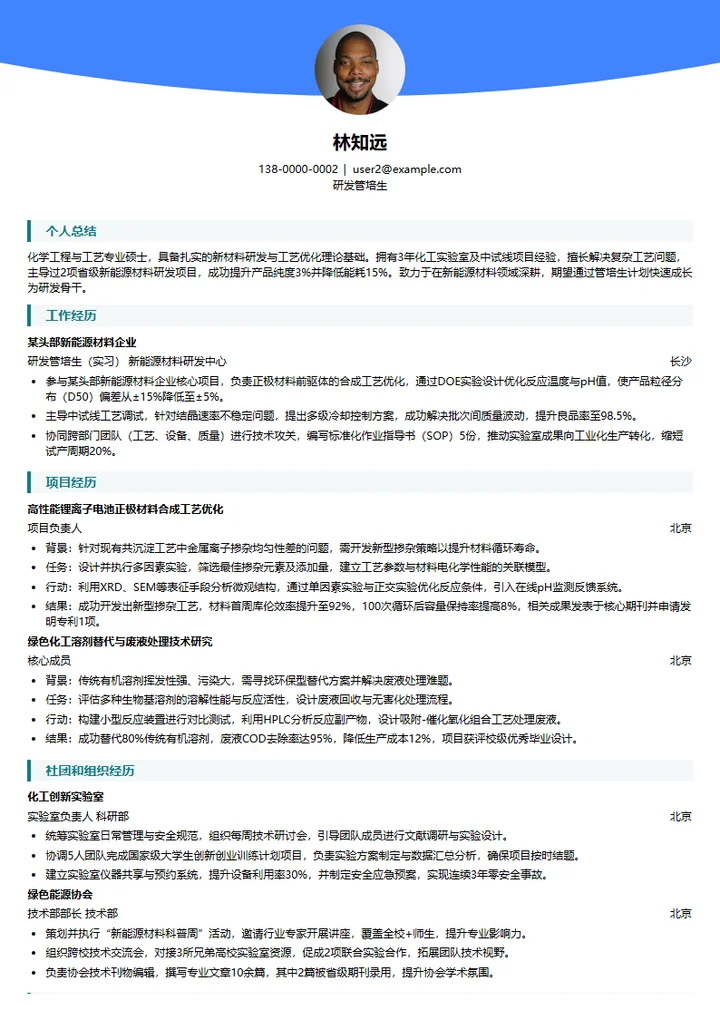 林知远
138-0000-0002 | user2@example.com
研发管培生
个人总结
化学工程与工艺专业硕士，具备扎实的新材料研发与工艺优化理论基础。拥有3年化工实验室及中试线项目经验，擅长解决复杂工艺问题，
主导过2项省级新能源材料研发项目，成功提升产品纯度3%并降低能耗15%。致力于在新能源材料领域深耕，期望通过管培生计划快速成长
为研发骨干。
工作经历
某头部新能源材料企业
研发管培生（实习） 新能源材料研发中心 长沙
• 参与某头部新能源材料企业核心项目，负责正极材料前驱体的合成工艺优化，通过DOE实验设计优化反应温度与pH值，使产品粒径分
布（D50）偏差从±15%降低至±5%。
• 主导中试线工艺调试，针对结晶速率不稳定问题，提出多级冷却控制方案，成功解决批次间质量波动，提升良品率至98.5%。
• 协同跨部门团队（工艺、设备、质量）进行技术攻关，编写标准化作业指导书（SOP）5份，推动实验室成果向工业化生产转化，缩短
试产周期20%。
项目经历
高性能锂离子电池正极材料合成工艺优化
项目负责人 北京
• 背景：针对现有共沉淀工艺中金属离子掺杂均匀性差的问题，需开发新型掺杂策略以提升材料循环寿命。
• 任务：设计并执行多因素实验，筛选最佳掺杂元素及添加量，建立工艺参数与材料电化学性能的关联模型。
• 行动：利用XRD、SEM等表征手段分析微观结构，通过单因素实验与正交实验优化反应条件，引入在线pH监测反馈系统。
• 结果：成功开发出新型掺杂工艺，材料首周库伦效率提升至92%，100次循环后容量保持率提高8%，相关成果发表于核心期刊并申请发
明专利1项。
绿色化工溶剂替代与废液处理技术研究
核心成员 北京
• 背景：传统有机溶剂挥发性强、污染大，需寻找环保型替代方案并解决废液处理难题。
• 任务：评估多种生物基溶剂的溶解性能与反应活性，设计废液回收与无害化处理流程。
• 行动：构建小型反应装置进行对比测试，利用HPLC分析反应副产物，设计吸附-催化氧化组合工艺处理废液。
• 结果：成功替代80%传统有机溶剂，废液COD去除率达95%，降低生产成本12%，项目获评校级优秀毕业设计。
社团和组织经历
化工创新实验室
实验室负责人 科研部 北京
• 统筹实验室日常管理与安全规范，组织每周技术研讨会，引导团队成员进行文献调研与实验设计。
• 协调5人团队完成国家级大学生创新创业训练计划项目，负责实验方案制定与数据汇总分析，确保项目按时结题。
• 建立实验室仪器共享与预约系统，提升设备利用率30%，并制定安全应急预案，实现连续3年零安全事故。
绿色能源协会
技术部部长 技术部 北京
• 策划并执行“新能源材料科普周”活动，邀请行业专家开展讲座，覆盖全校+师生，提升专业影响力。
• 组织跨校技术交流会，对接3所兄弟高校实验室资源，促成2项联合实验合作，拓展团队技术视野。
• 负责协会技术刊物编辑，撰写专业文章10余篇，其中2篇被省级期刊录用，提升协会学术氛围。